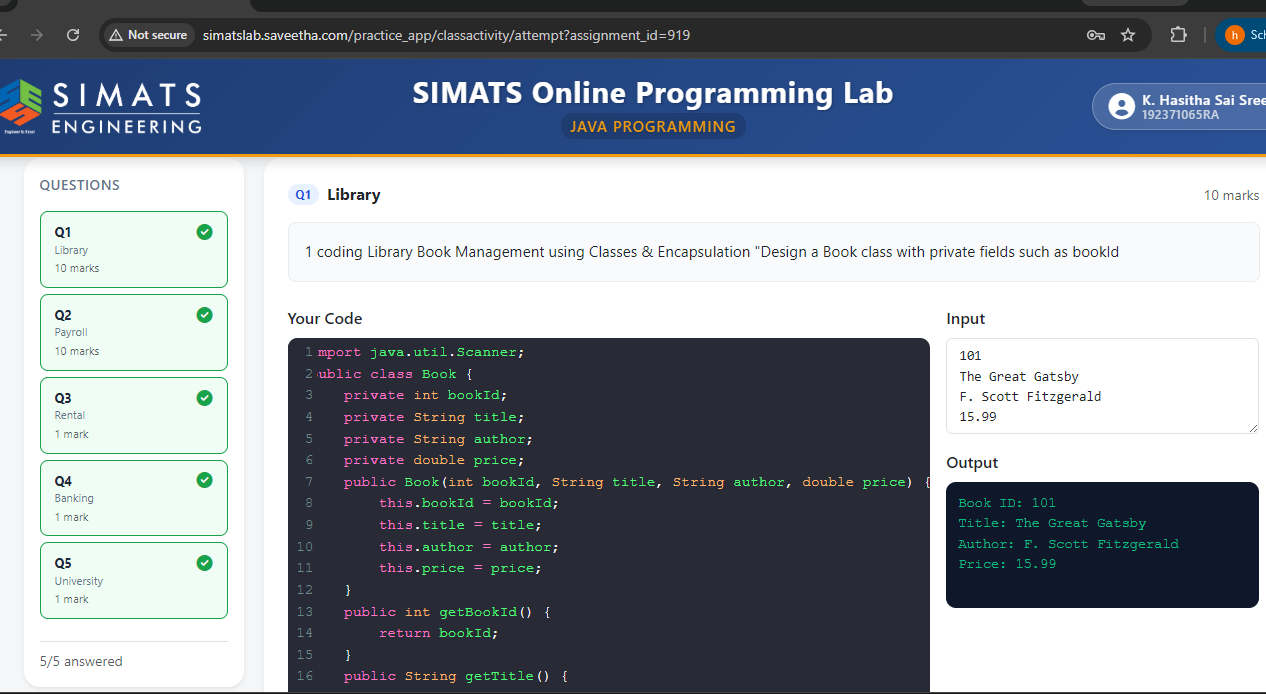 Not secure simatslab.saveetha.com/practice_app/classactivity/attempt?assignment_id=919
h Sch
SIMATS
ENGINEERING
Engineer to Excel
SIMATS Online Programming Lab
JAVA PROGRAMMING
K. Hasitha Sai Sree
192371065RA
QUESTIONS
Q1
Library
10 marks
Q2
Payroll
10 marks
Q3
Rental
1 mark
Q4
Banking
1 mark
Q5
University
1 mark
5/5 answered
Q1 Library
10 marks
1 coding Library Book Management using Classes & Encapsulation "Design a Book class with private fields such as bookId
Your Code
1 mport java.util.Scanner;
2 ublic class Book {
3 private int bookId;
4 private String title;
5 private String author;
6 private double price;
7 public Book(int bookId, String title, String author, double price) {
8 this.bookId = bookId;
9 this.title = title;
10 this.author = author;
11 this.price = price;
12 }
13 public int getBookId() {
14 return bookId;
15 }
16 public String getTitle() {
Input
101
The Great Gatsby
F. Scott Fitzgerald
15.99
Output
Book ID: 101
Title: The Great Gatsby
Author: F. Scott Fitzgerald
Price: 15.99